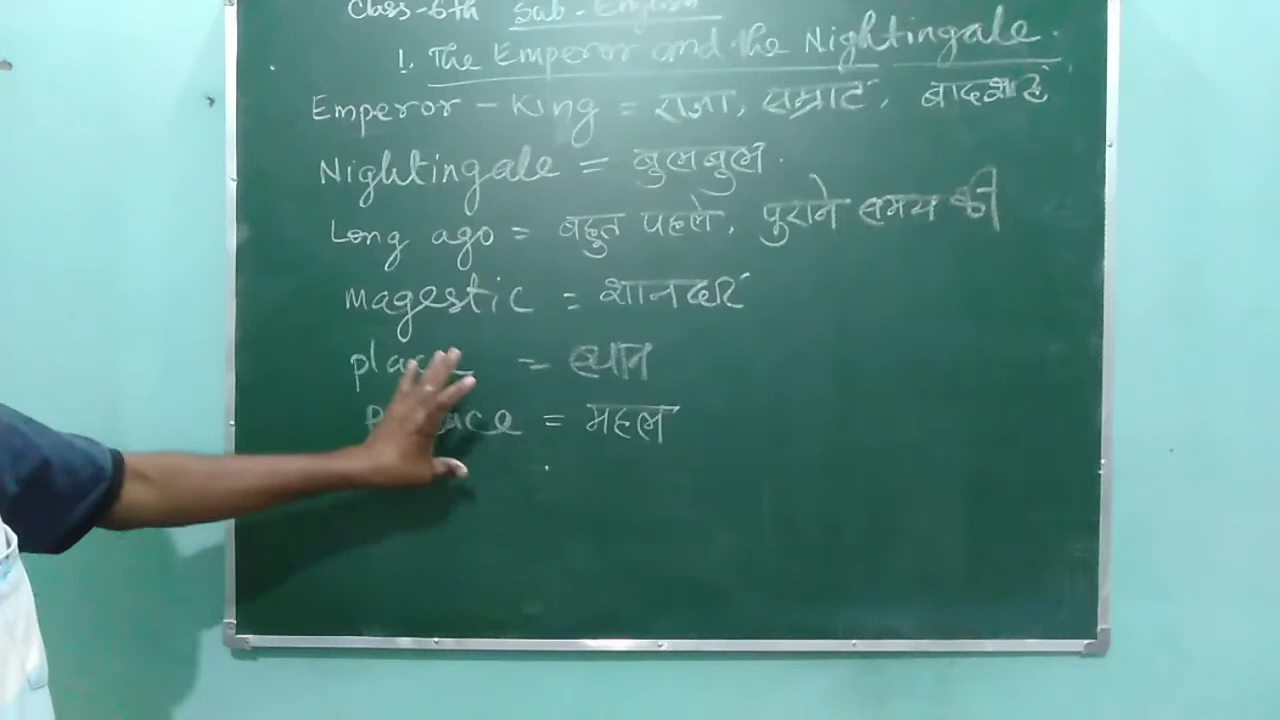 Class-6th Sub-English
1. The Emperor and the Nightingale.
Emperor - King = राजा, सम्राट, बादशाह
Nightingale = बुलबुल.
Long ago = बहुत पहले, पुराने समय की
magestic = शानदार
place = स्थान
= महल